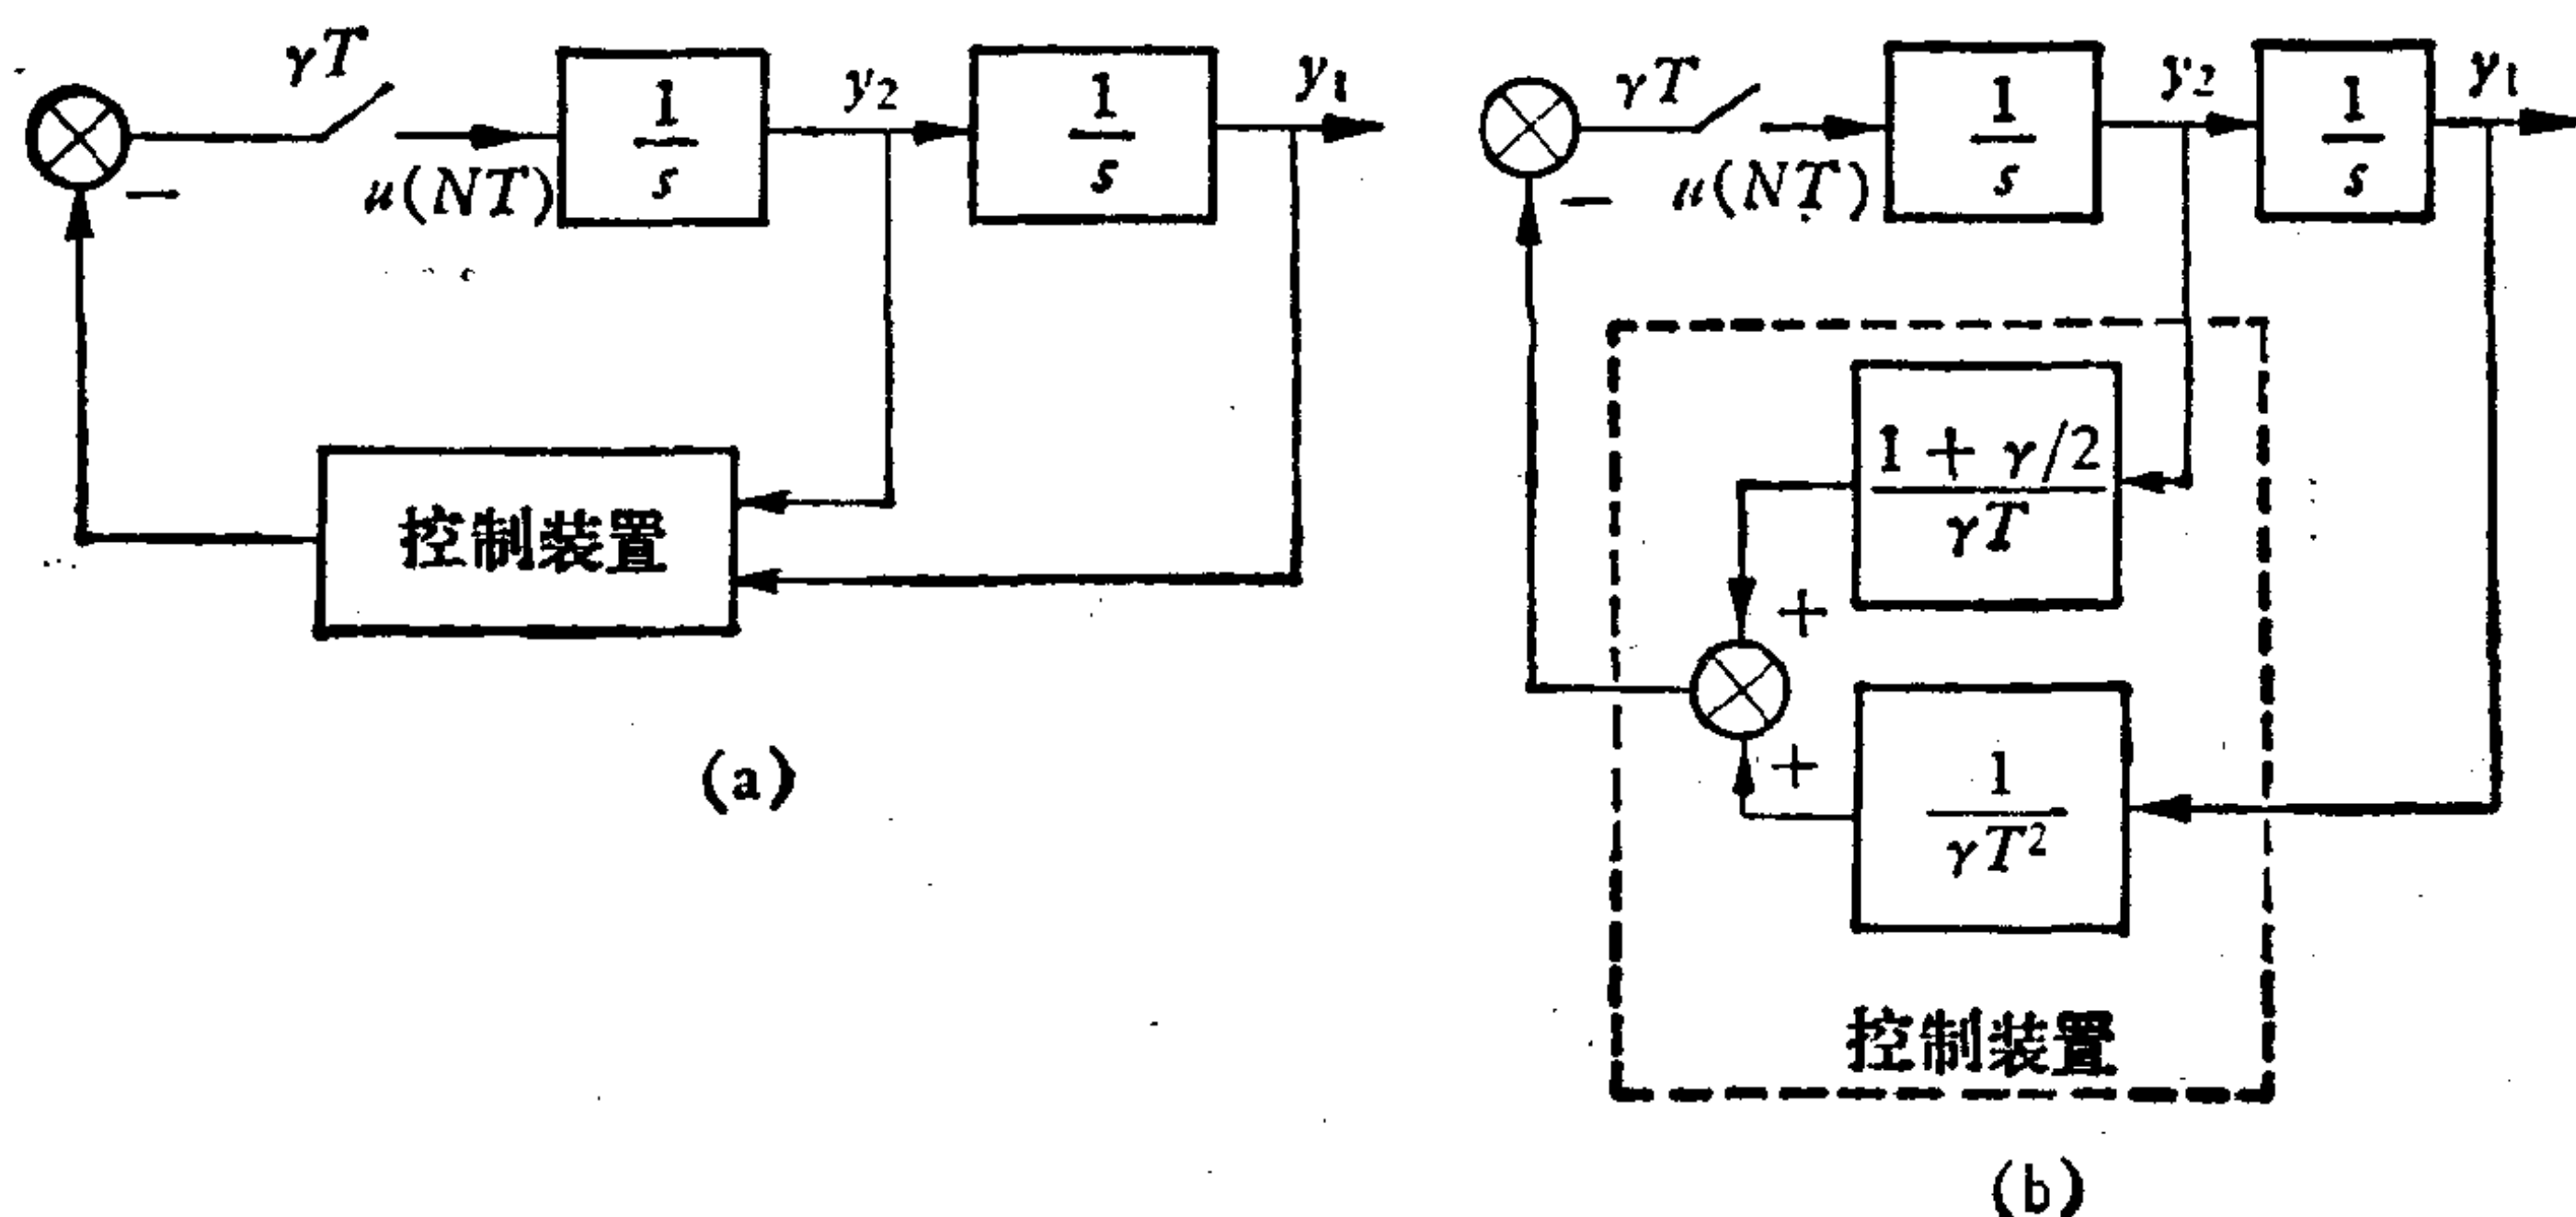 γT
u(NT)
1/s
y₂
1/s
y₁
−
控制装置
(a)
γT
u(NT)
1/s
y₂
1/s
y₁
−
(1 + γ/2)/(γT)
+
+
1/(γT²)
控制装置
(b)